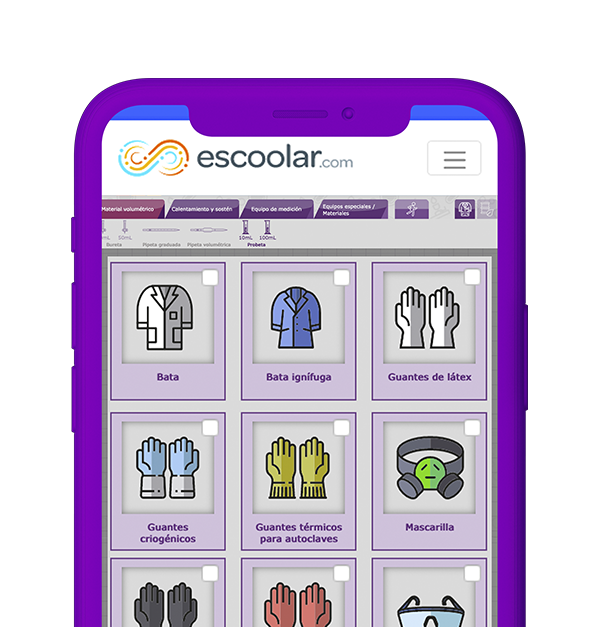 escoolar.com
Material volumétrico
Calentamiento y sostén
Equipo de medición
Equipos especiales /
Materiales
50mL
10mL
100mL
Bureta
Pipeta graduada
Pipeta volumétrica
Probeta
Bata
Bata ignífuga
Guantes de látex
Guantes
criogénicos
Guantes térmicos
para autoclaves
Mascarilla